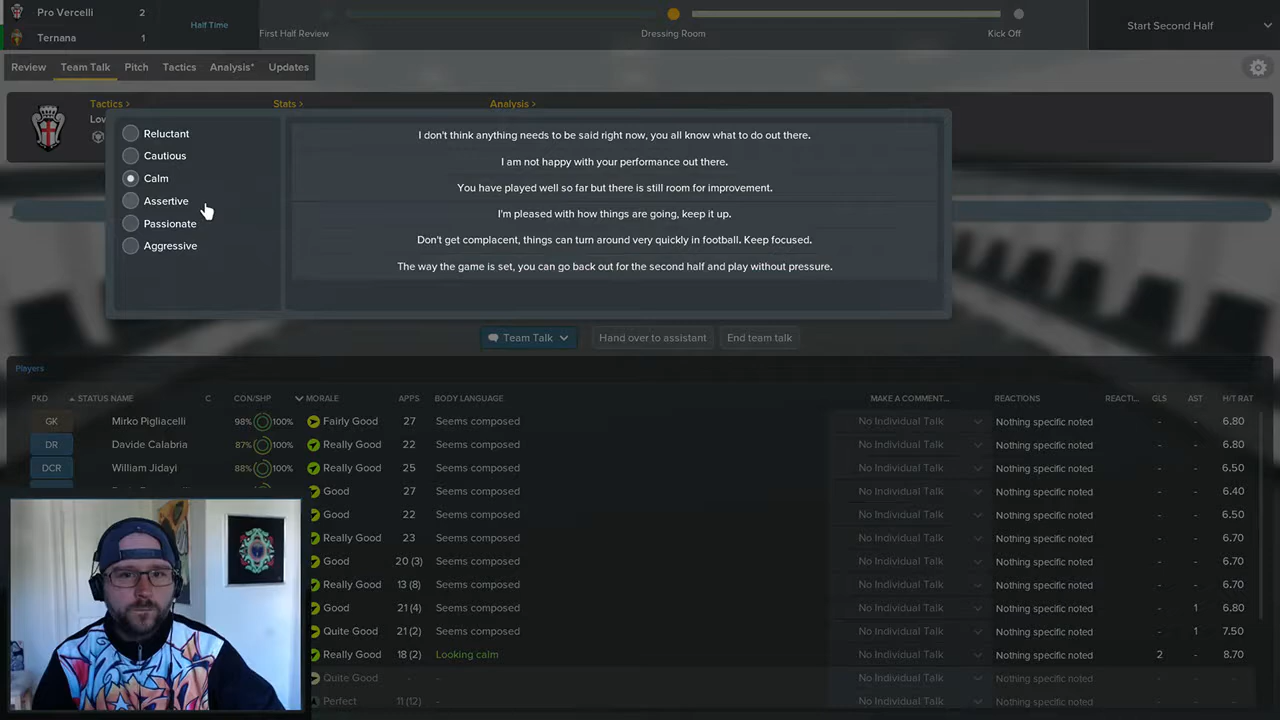 Pro Vercelli 2
Ternana 1
Half Time
First Half Review
Dressing Room
Kick Off
Start Second Half
Review Team Talk Pitch Tactics Analysis* Updates
Tactics >
Stats >
Analysis >
Reluctant
Cautious
Calm
Assertive
Passionate
Aggressive
I don't think anything needs to be said right now, you all know what to do out there.
I am not happy with your performance out there.
You have played well so far but there is still room for improvement.
I'm pleased with how things are going, keep it up.
Don't get complacent, things can turn around very quickly in football. Keep focused.
The way the game is set, you can go back out for the second half and play without pressure.
Team Talk
Hand over to assistant
End team talk
Players
PKD STATUS NAME C CON/SHP MORALE APPS BODY LANGUAGE MAKE A COMMENT... REACTIONS REACTI... GLS AST H/T RAT
GK Mirko Pigliacelli 98% 100% Fairly Good 27 Seems composed No Individual Talk Nothing specific noted - - 6.80
DR Davide Calabria 87% 100% Really Good 22 Seems composed No Individual Talk Nothing specific noted - - 6.80
DCR William Jidayi 88% 100% Really Good 25 Seems composed No Individual Talk Nothing specific noted - - 6.50
Good 27 Seems composed No Individual Talk Nothing specific noted - - 6.40
Good 22 Seems composed No Individual Talk Nothing specific noted - - 6.50
Really Good 23 Seems composed No Individual Talk Nothing specific noted - - 6.70
Good 20 (3) Seems composed No Individual Talk Nothing specific noted - - 6.70
Really Good 13 (8) Seems composed No Individual Talk Nothing specific noted - - 6.70
Good 21 (4) Seems composed No Individual Talk Nothing specific noted - 1 6.80
Quite Good 21 (2) Seems composed No Individual Talk Nothing specific noted - 1 7.50
Really Good 18 (2) Looking calm No Individual Talk Nothing specific noted 2 - 8.70
Quite Good - -
Perfect 11 (12) -